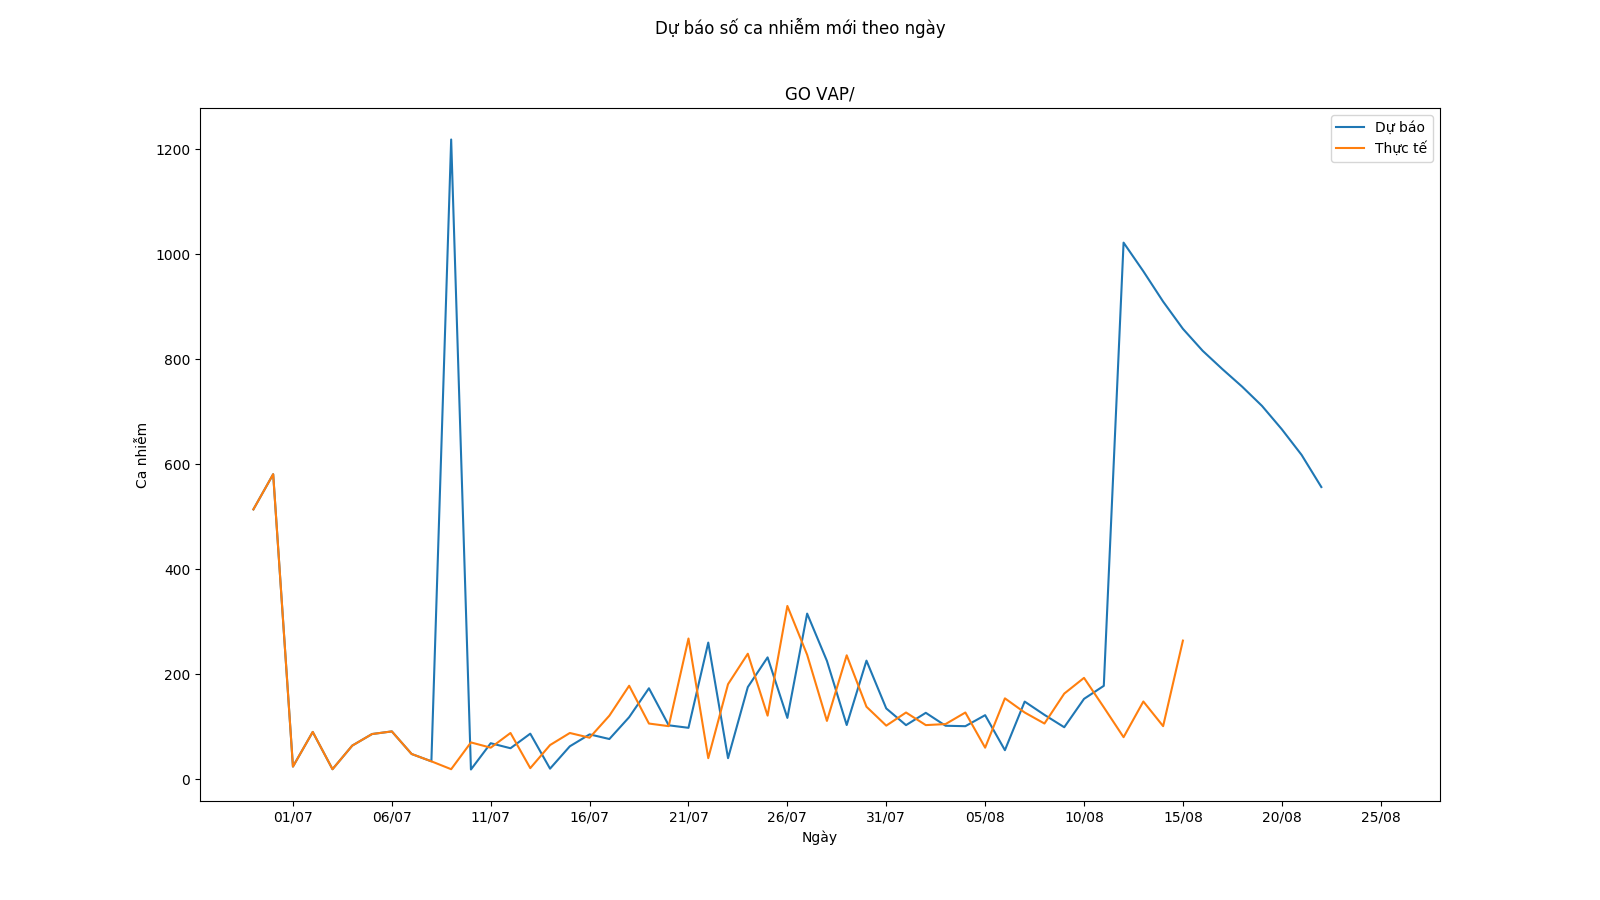 Dự báo số ca nhiễm mới theo ngày
GO VAP/
Dự báo
Thực tế
1200
1000
800
600
400
200
0
Ca nhiễm
01/07 06/07 11/07 16/07 21/07 26/07 31/07 05/08 10/08 15/08 20/08 25/08
Ngày